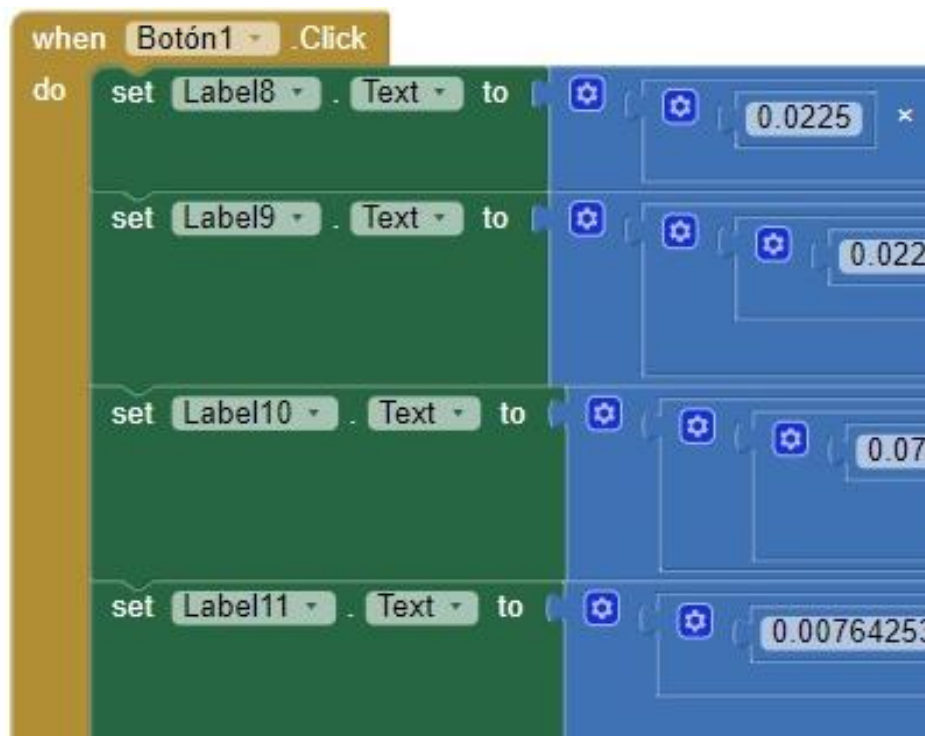 when Botón1 .Click
do set Label8 . Text to 0.0225 ×
set Label9 . Text to 0.022
set Label10 . Text to 0.07
set Label11 . Text to 0.00764253